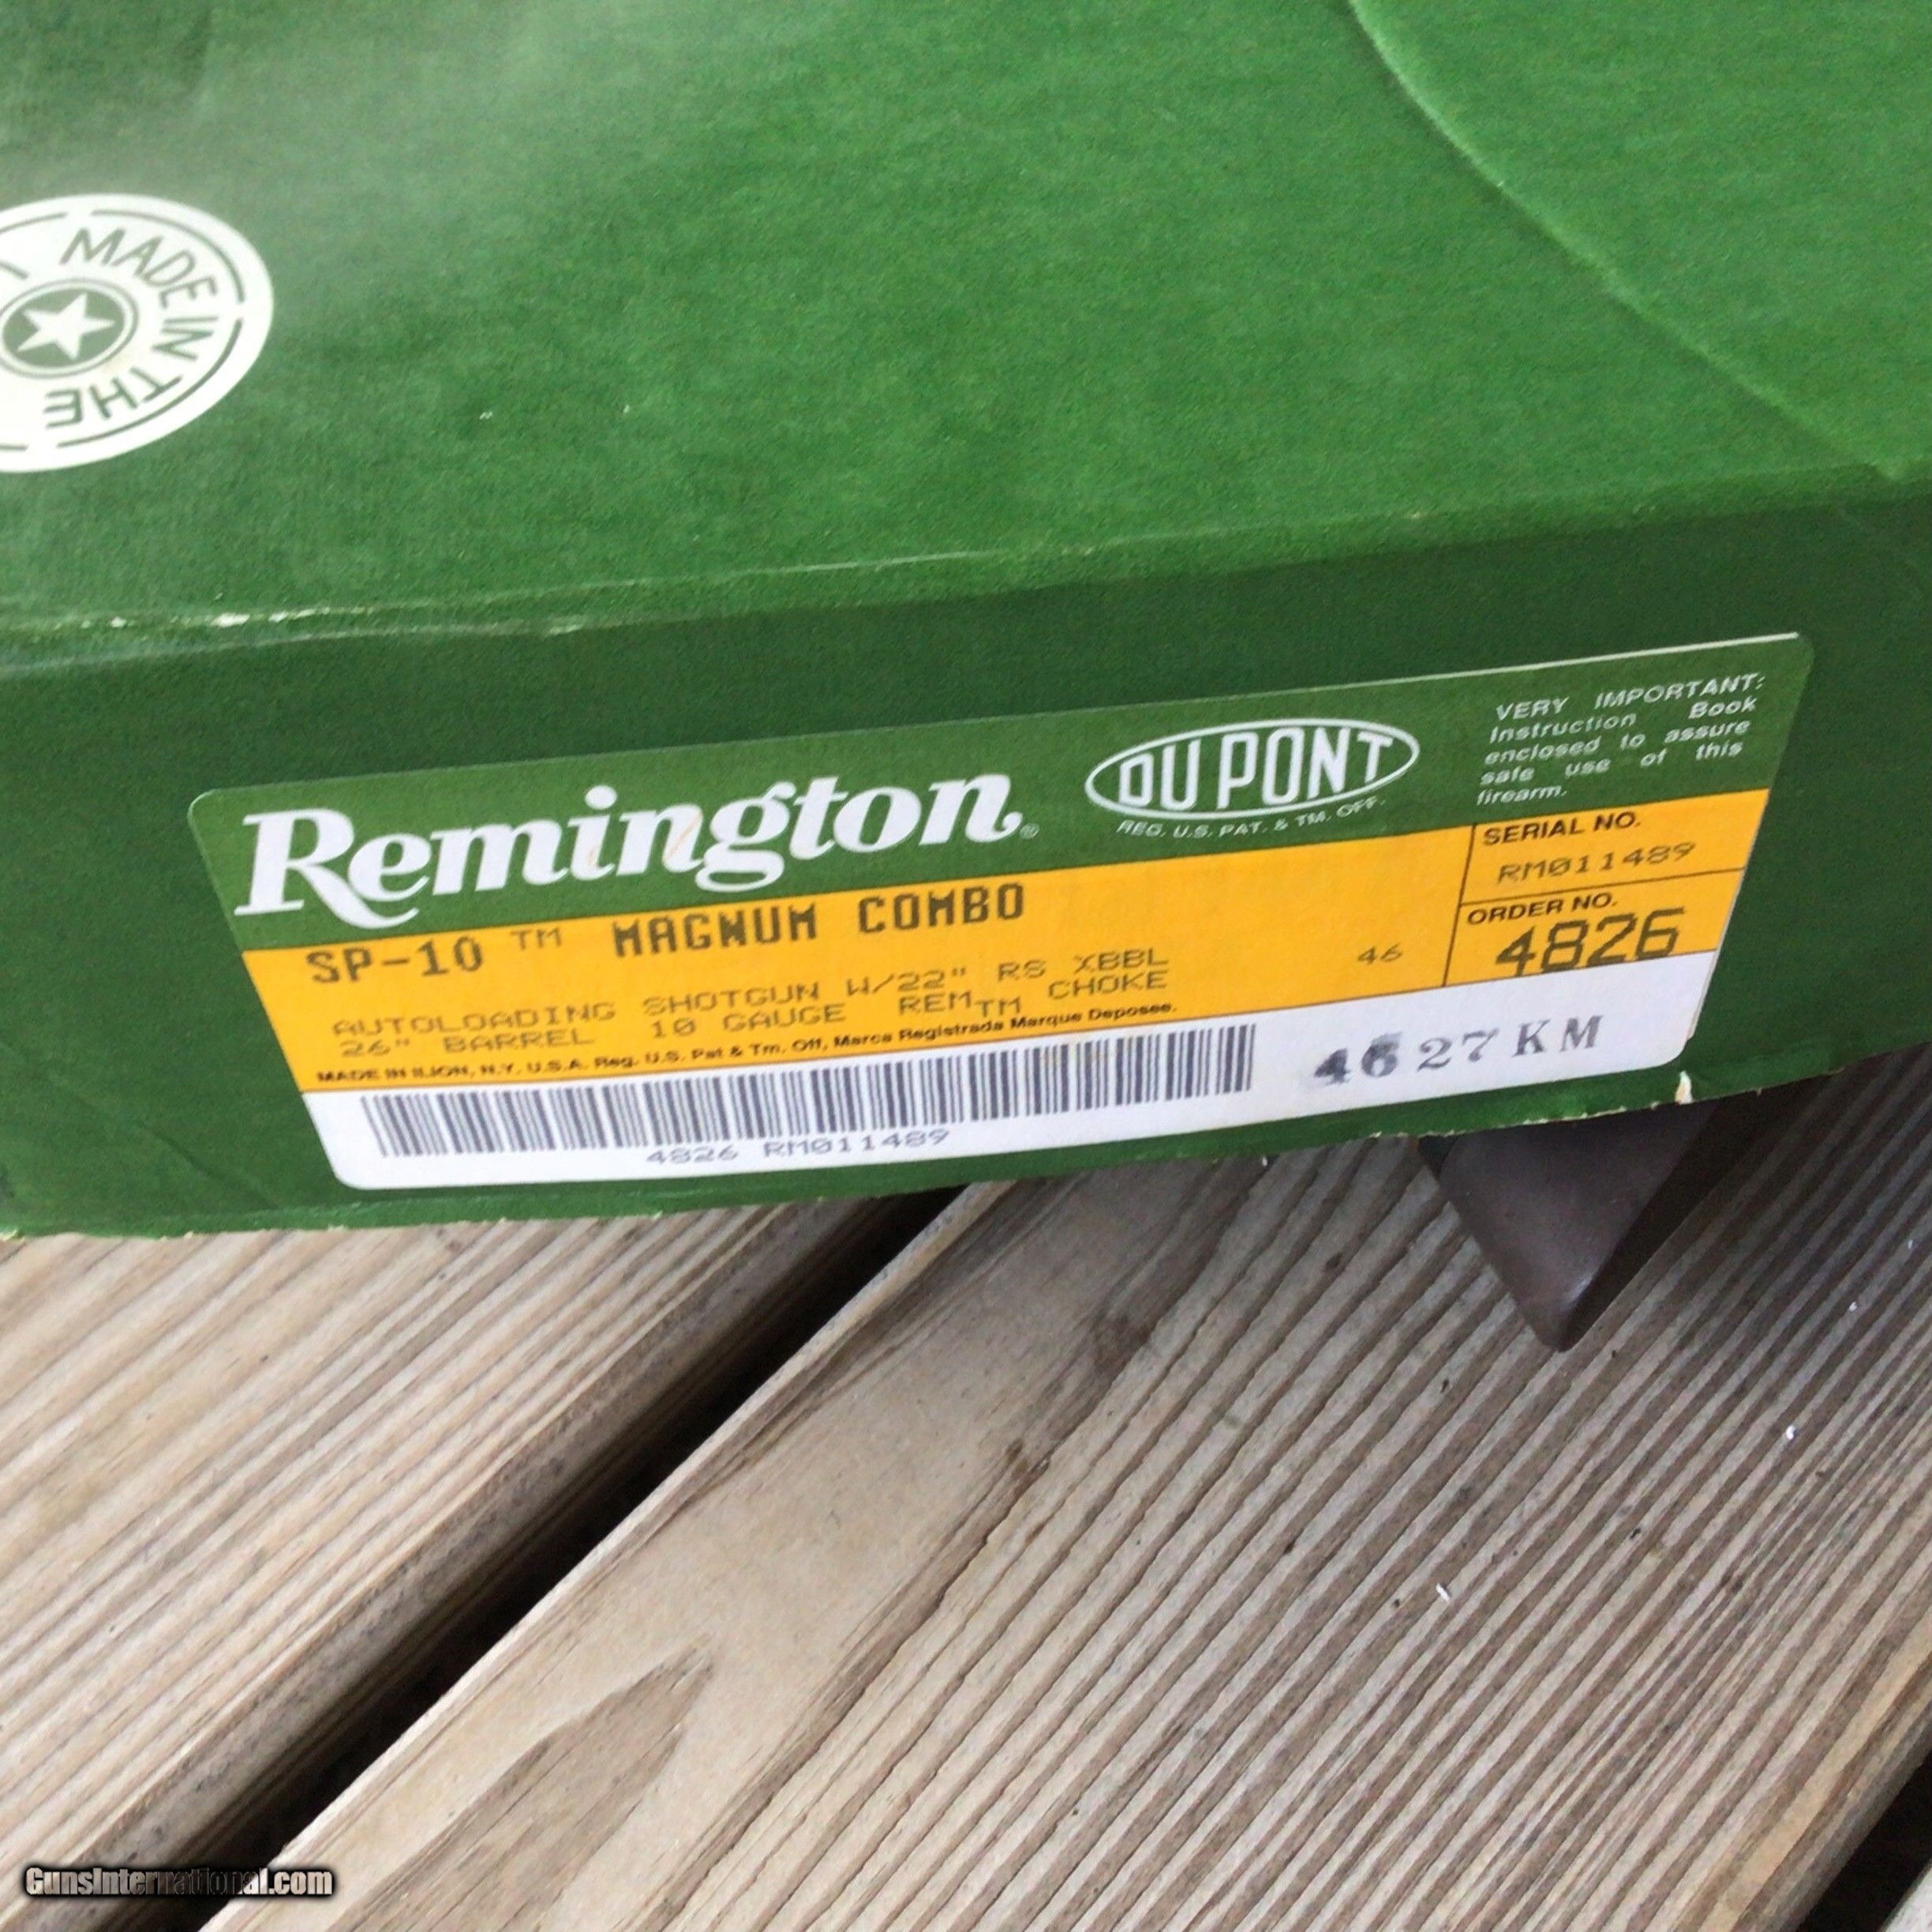 MADE IN THE
Remington®
DU PONT
REG. U.S. PAT. & TM. OFF.
VERY IMPORTANT:
Instruction Book
enclosed to assure
safe use of this
firearm.
SERIAL NO.
RM011489
ORDER NO.
4826
SP-10 TM MAGNUM COMBO
AUTOLOADING SHOTGUN W/22" RS XBBL
26" BARREL 10 GAUGE REM TM CHOKE
46
MADE IN ILION, N.Y. U.S.A. Reg. U.S. Pat & Tm. Off, Marca Registrada Marque Deposee.
4826 RM011489
4627KM
GunsInternational.com